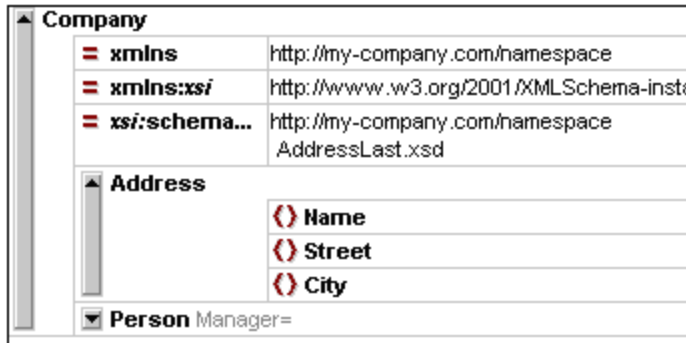 Company
= xmlns http://my-company.com/namespace
= xmlns:xsi http://www.w3.org/2001/XMLSchema-insta
= xsi:schema... http://my-company.com/namespace
AddressLast.xsd
Address
() Name
() Street
() City
Person Manager=